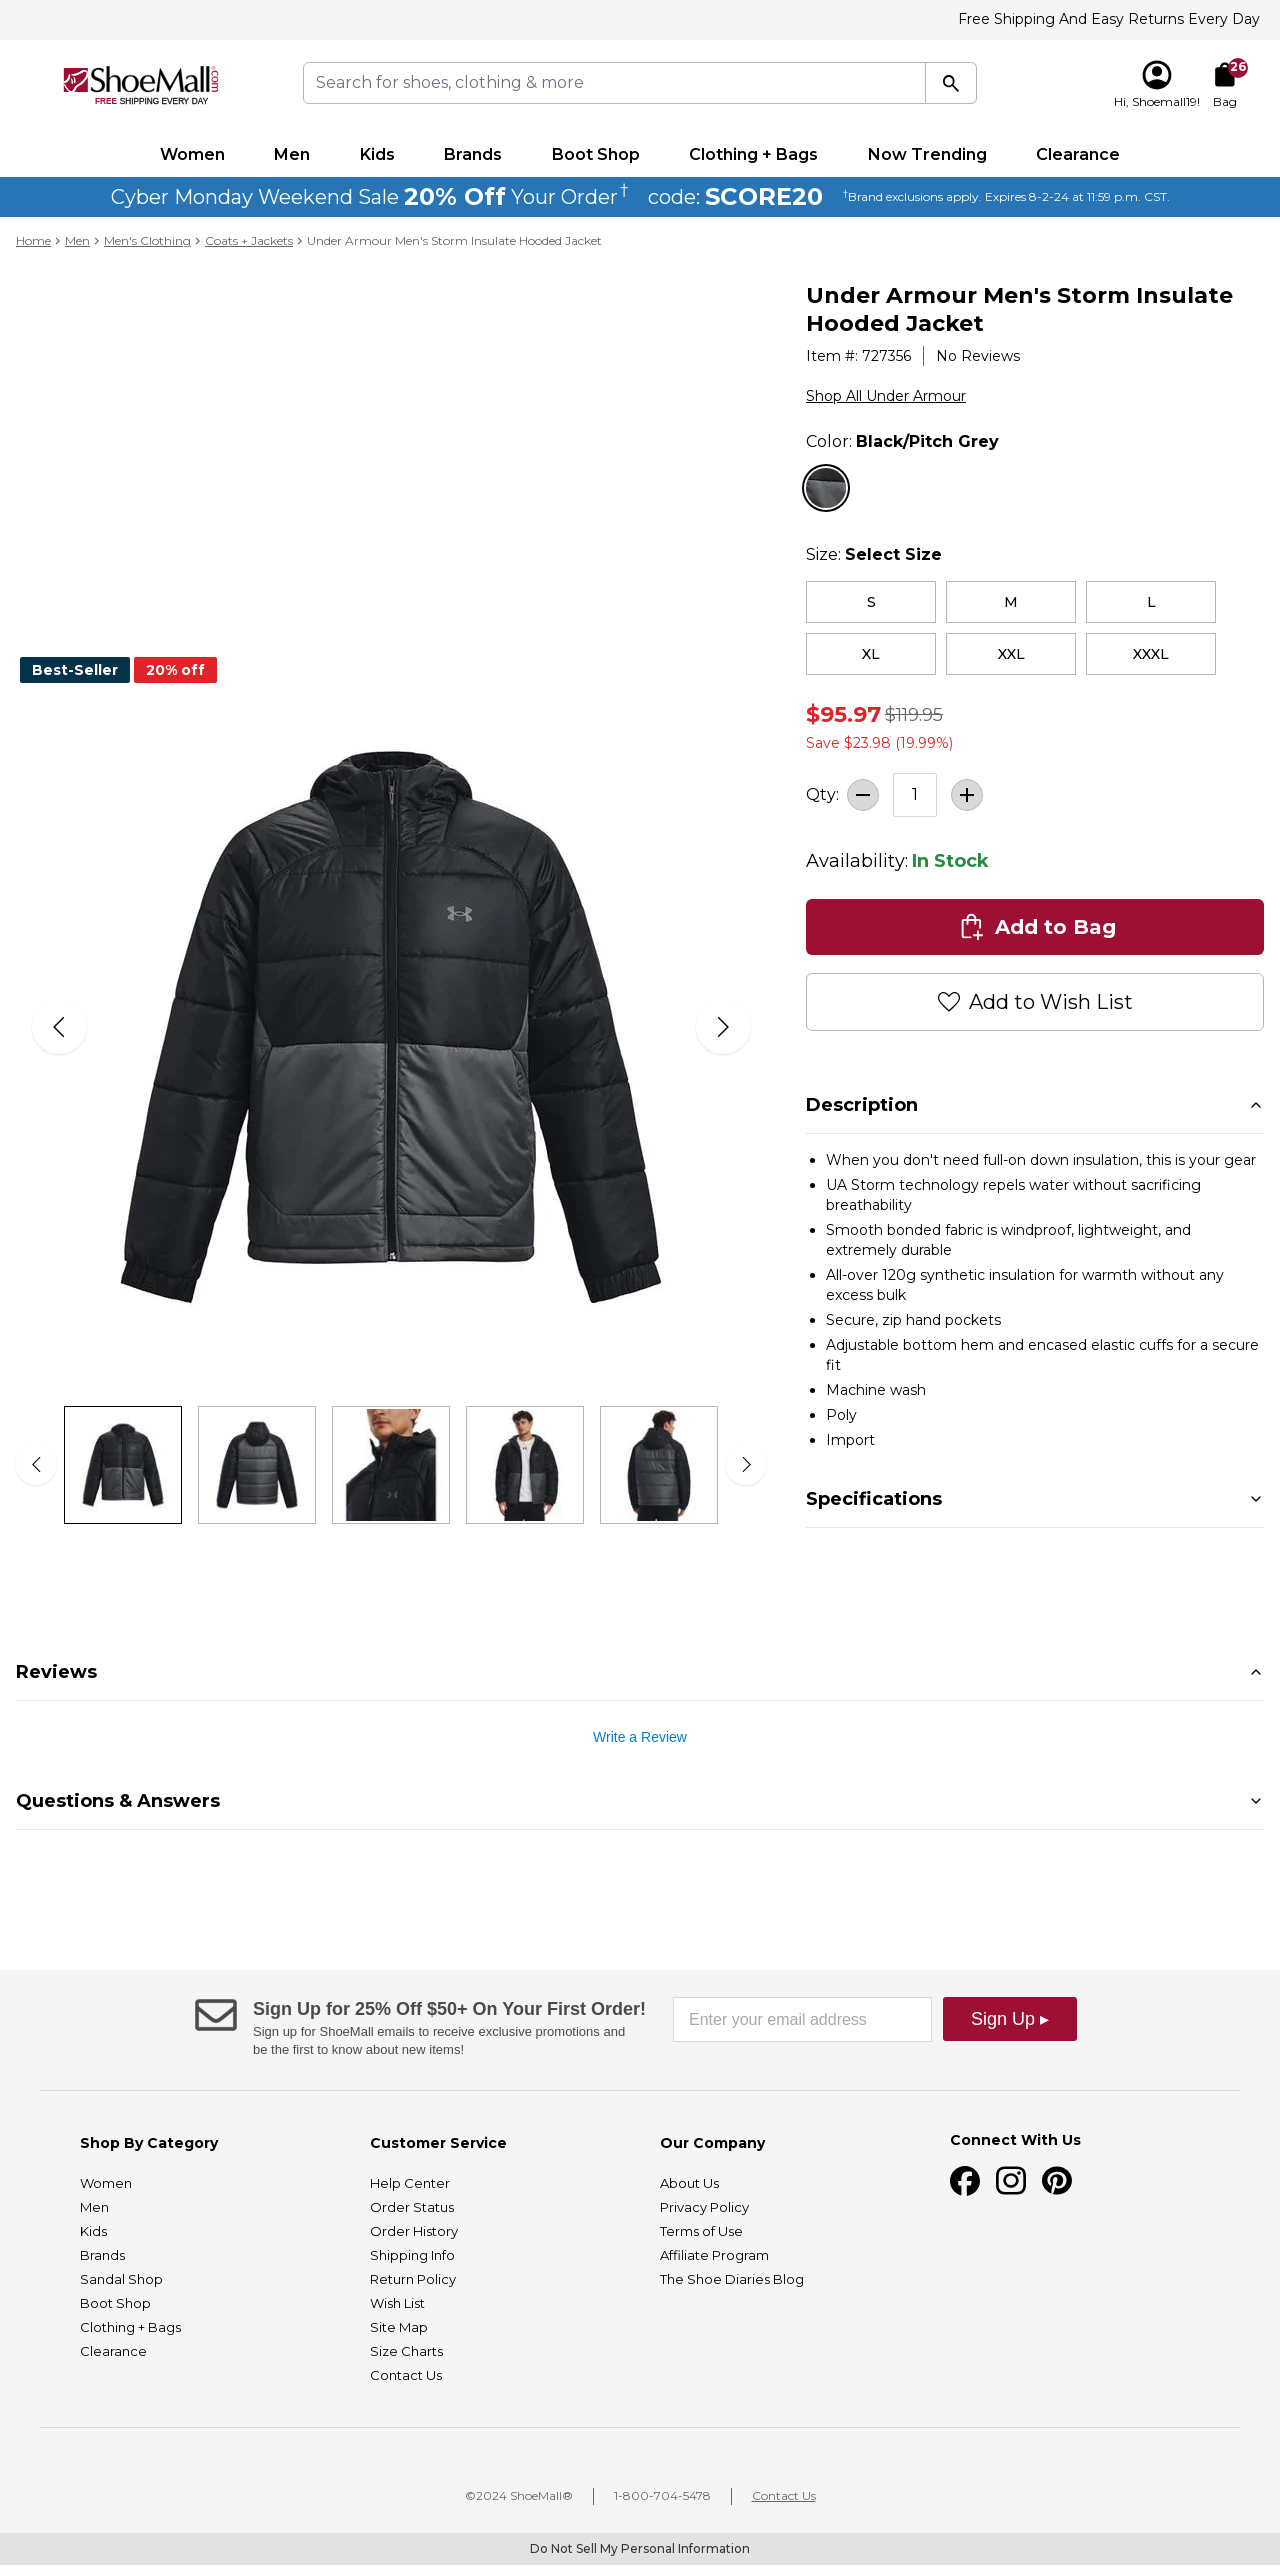 Free Shipping And Easy Returns Every Day
ShoeMall.com®
FREE SHIPPING EVERY DAY
Search for shoes, clothing & more
26
Hi, Shoemall19!
Bag
Women Men Kids Brands Boot Shop Clothing + Bags Now Trending Clearance
Cyber Monday Weekend Sale 20% Off Your Order† code: SCORE20 †Brand exclusions apply. Expires 8-2-24 at 11:59 p.m. CST.
Home > Men > Men's Clothing > Coats + Jackets > Under Armour Men's Storm Insulate Hooded Jacket
Under Armour Men's Storm Insulate
Hooded Jacket
Item #: 727356 | No Reviews
Shop All Under Armour
Color: Black/Pitch Grey
Size: Select Size
S M L
XL XXL XXXL
Best-Seller 20% off
$95.97 $119.95
Save $23.98 (19.99%)
Qty: 1
Availability: In Stock
Add to Bag
Add to Wish List
Description
• When you don't need full-on down insulation, this is your gear
• UA Storm technology repels water without sacrificing
breathability
• Smooth bonded fabric is windproof, lightweight, and
extremely durable
• All-over 120g synthetic insulation for warmth without any
excess bulk
• Secure, zip hand pockets
• Adjustable bottom hem and encased elastic cuffs for a secure
fit
• Machine wash
• Poly
• Import
Specifications
Reviews
Write a Review
Questions & Answers
Sign Up for 25% Off $50+ On Your First Order!
Sign up for ShoeMall emails to receive exclusive promotions and
be the first to know about new items!
Enter your email address
Sign Up ▸
Shop By Category
Women
Men
Kids
Brands
Sandal Shop
Boot Shop
Clothing + Bags
Clearance
Customer Service
Help Center
Order Status
Order History
Shipping Info
Return Policy
Wish List
Site Map
Size Charts
Contact Us
Our Company
About Us
Privacy Policy
Terms of Use
Affiliate Program
The Shoe Diaries Blog
Connect With Us
©2024 ShoeMall® | 1-800-704-5478 | Contact Us
Do Not Sell My Personal Information